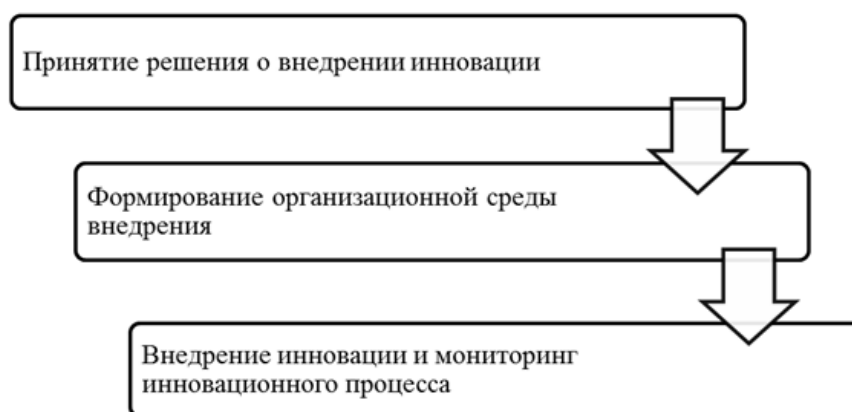 Принятие решения о внедрении инновации
Формирование организационной среды
внедрения
Внедрение инновации и мониторинг
инновационного процесса